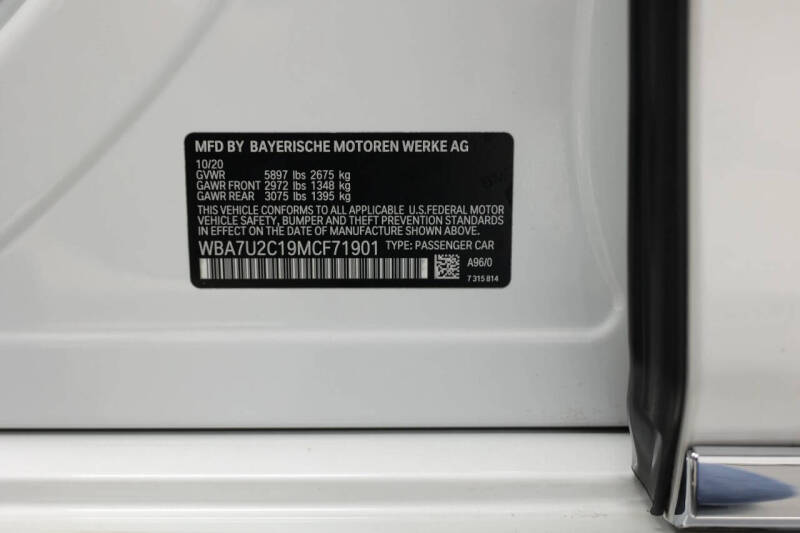 MFD BY BAYERISCHE MOTOREN WERKE AG
10/20
GVWR 5897 lbs 2675 kg
GAWR FRONT 2972 lbs 1348 kg
GAWR REAR 3075 lbs 1395 kg
THIS VEHICLE CONFORMS TO ALL APPLICABLE U.S.FEDERAL MOTOR
VEHICLE SAFETY, BUMPER AND THEFT PREVENTION STANDARDS
IN EFFECT ON THE DATE OF MANUFACTURE SHOWN ABOVE.
WBA7U2C19MCF71901 TYPE: PASSENGER CAR
A96/0
7 315 814